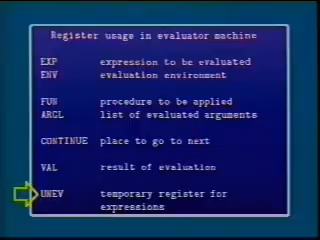 Register usage in evaluator machine
EXP expression to be evaluated
ENV evaluation environment
FUN procedure to be applied
ARGL list of evaluated arguments
CONTINUE place to go to next
VAL result of evaluation
UNEV temporary register for
expressions